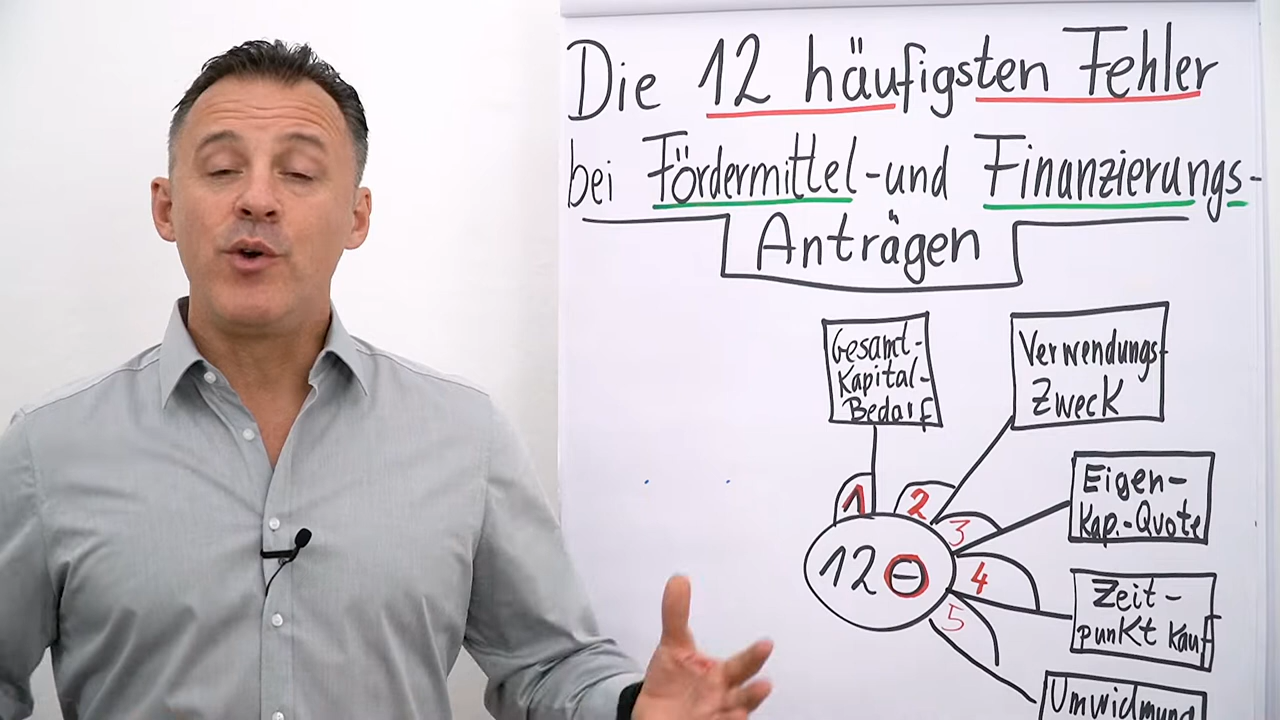 Die 12 häufigsten Fehler
bei Fördermittel-und Finanzierungs-
Anträgen
Gesamt-
Kapital-
Bedarf
Verwendungs-
Zweck
Eigen-
Kap.-Quote
Zeit-
punkt Kauf
Umwidmung
1
2
3
4
5
12 -